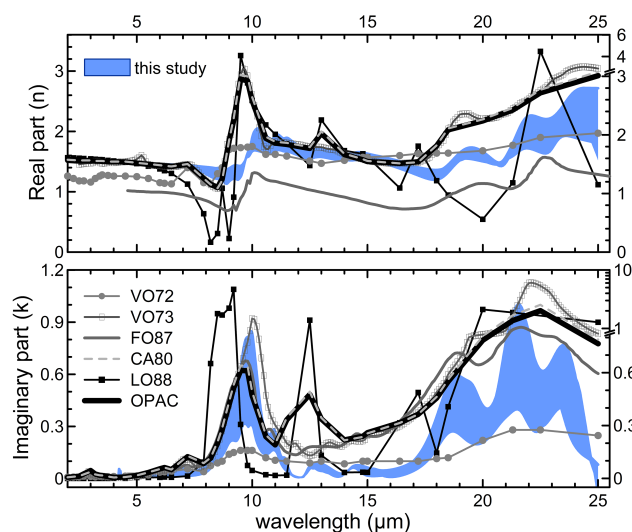 5 10 15 20 25
Real part (n)
3
2
1
0
this study
6
4
3
2
1
0
Imaginary part (k)
1.2
0.9
0.6
0.3
0.0
VO72
VO73
FO87
CA80
LO88
OPAC
10
1
0.6
0.3
0.0
5 10 15 20 25
wavelength (µm)